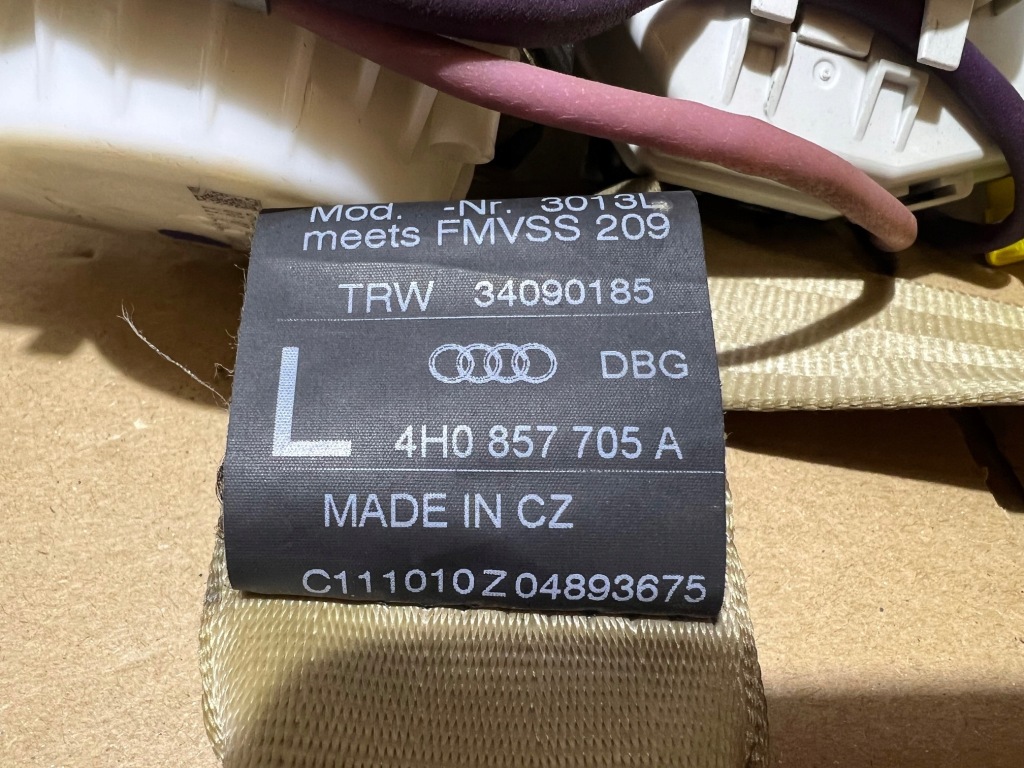 Mod. -Nr. 3013L
meets FMVSS 209
TRW 34090185
DBG
L
4H0 857 705 A
MADE IN CZ
C111010Z04893675